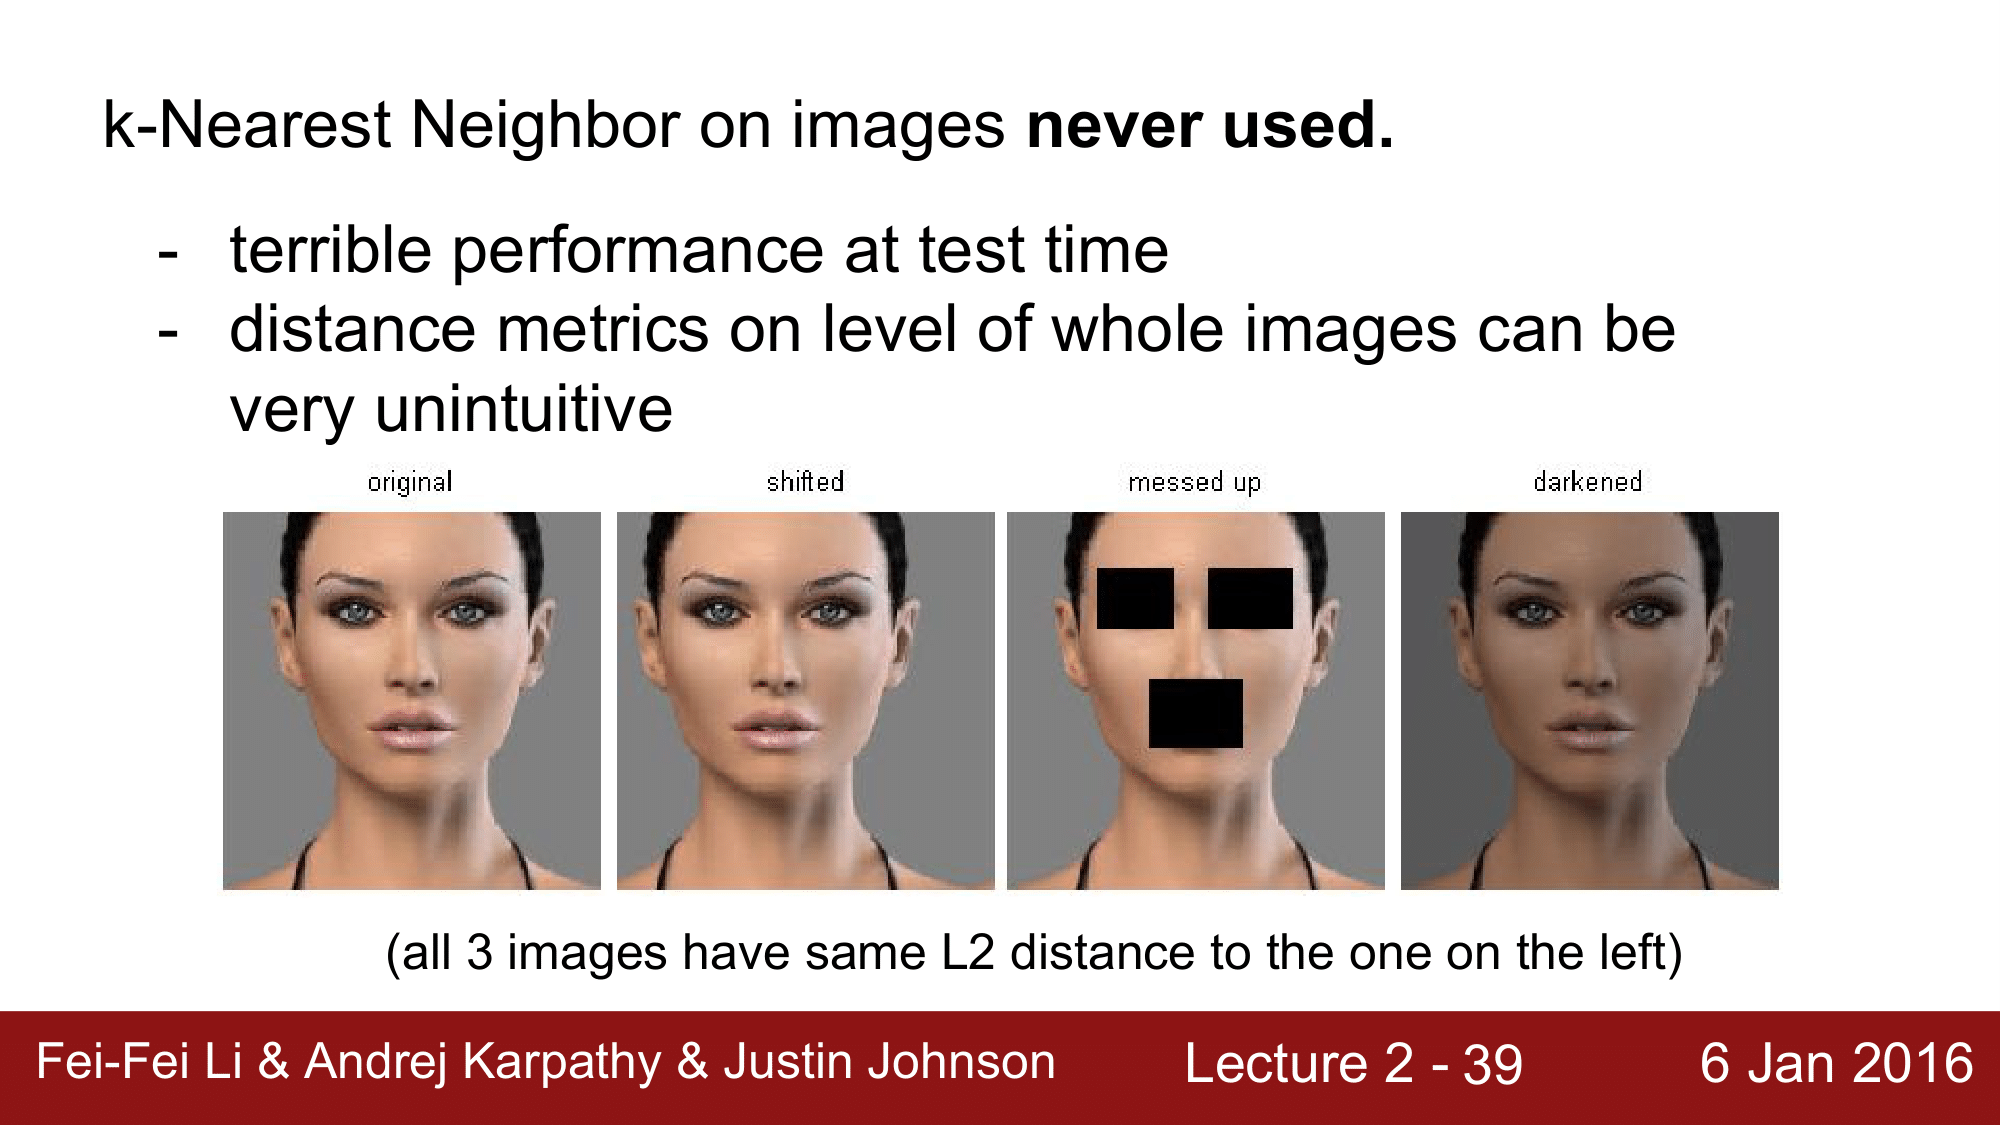 k-Nearest Neighbor on images never used.
- terrible performance at test time
- distance metrics on level of whole images can be
very unintuitive
original shifted messed up darkened
(all 3 images have same L2 distance to the one on the left)
Fei-Fei Li & Andrej Karpathy & Justin Johnson Lecture 2 - 39 6 Jan 2016